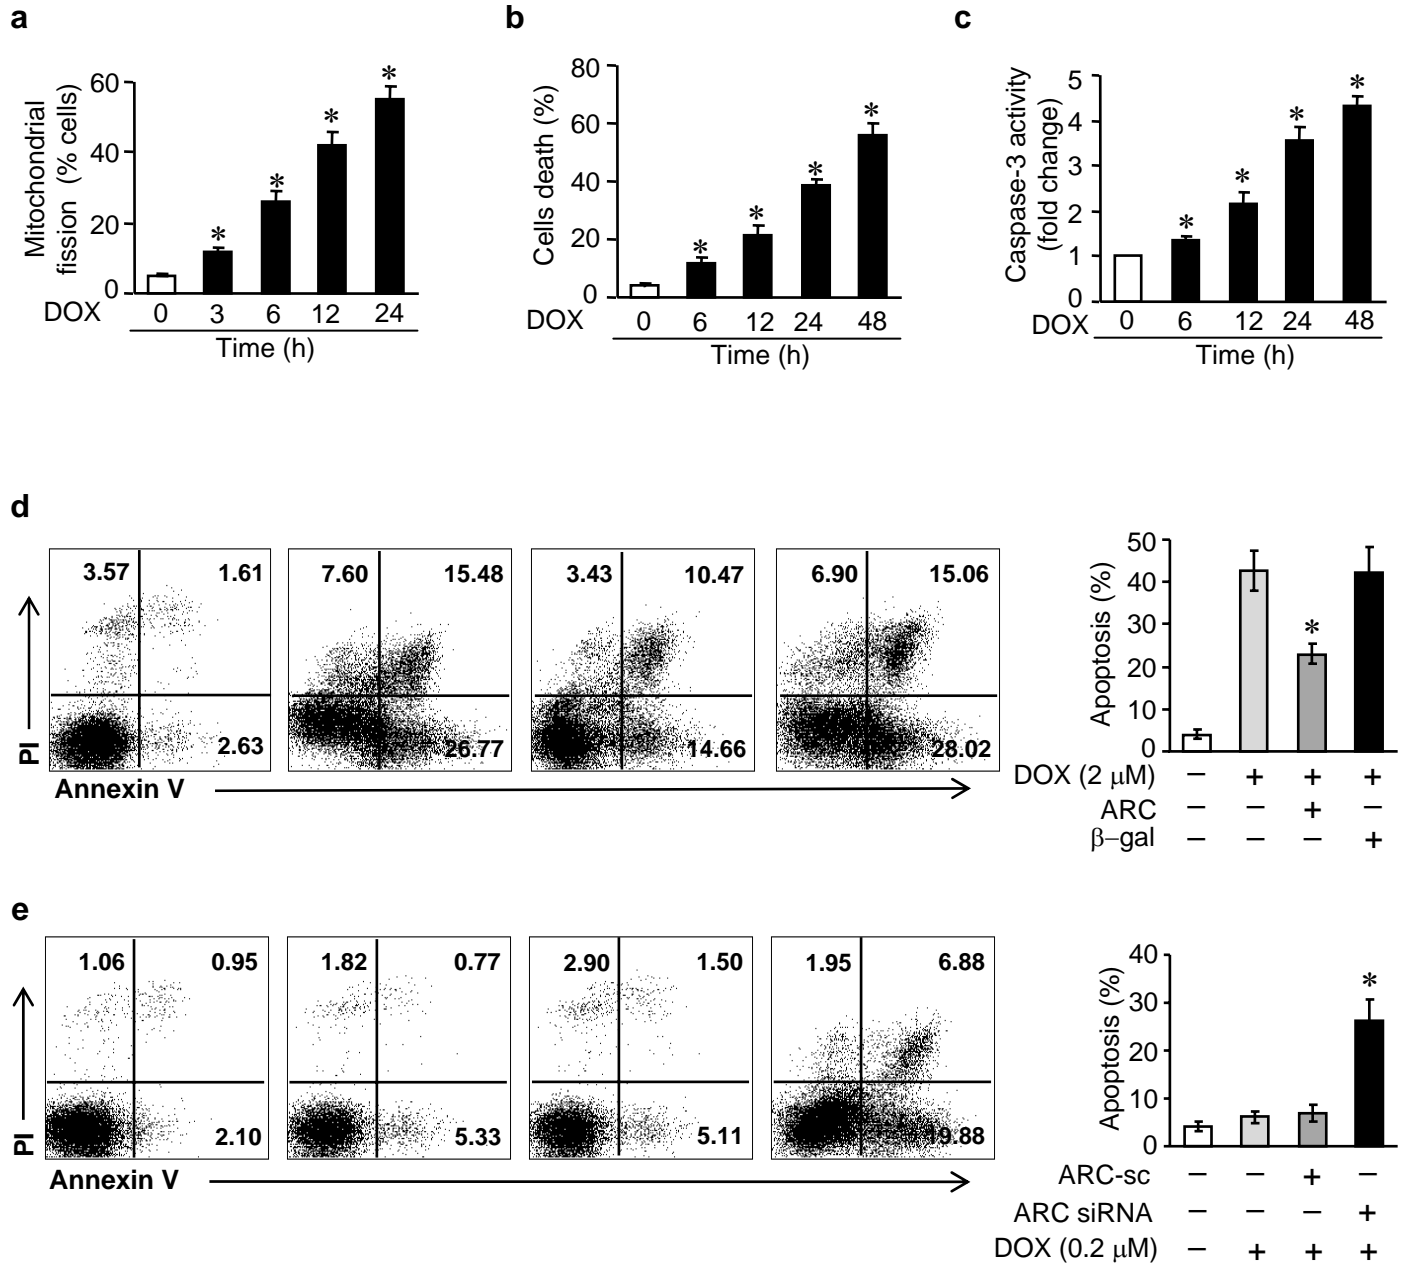 a
Mitochondrial
fission (% cells)
60
40
20
0
* * * *
DOX 0 3 6 12 24
Time (h)
b
Cells death (%)
80
60
40
20
0
* * * *
DOX 0 6 12 24 48
Time (h)
c
Caspase-3 activity
(fold change)
5
4
3
2
1
0
* * * *
DOX 0 6 12 24 48
Time (h)
d
PI
3.57 1.61
2.63
7.60 15.48
26.77
3.43 10.47
14.66
6.90 15.06
28.02
Annexin V
Apoptosis (%)
50
40
30
20
10
0
*
DOX (2 μM) − + + +
ARC − − + −
β−gal − − − +
e
PI
1.06 0.95
2.10
1.82 0.77
5.33
2.90 1.50
5.11
1.95 6.88
19.88
Annexin V
Apoptosis (%)
40
30
20
10
0
*
ARC-sc − − + −
ARC siRNA − − − +
DOX (0.2 μM) − + + +